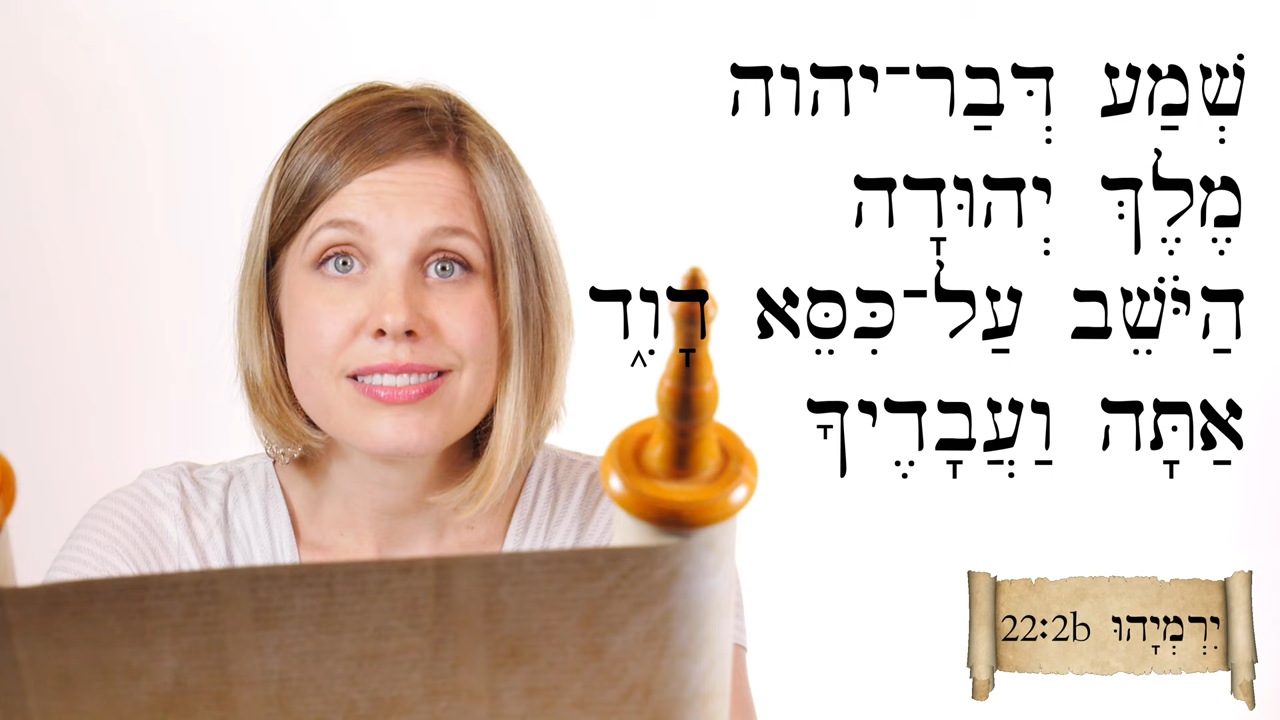 שְׁמַע דְּבַר־יהוה
מֶלֶךְ יְהוּדָה
הַיֹּשֵׁב עַל־כִּסֵּא דָוִ֑ד
אַתָּה וַעֲבָדֶיךָ
יִרְמְיָהוּ 22:2b